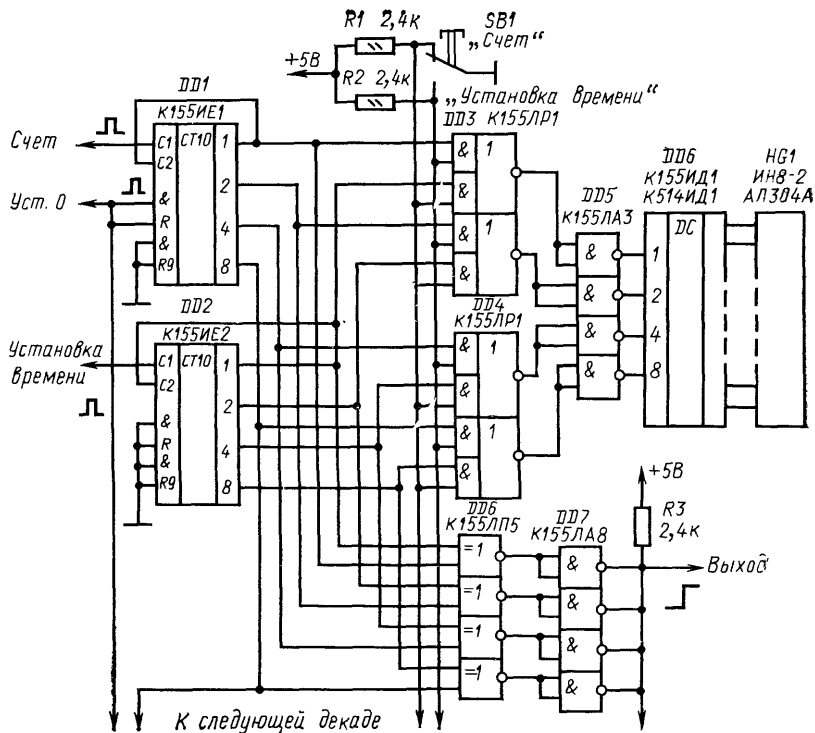 R1 2,4к
SB1
„Счет“
+5В
R2 2,4к
„Установка времени“
DD1
К155ИЕ1
Счет
C1
C2
СТ10
1
2
4
8
Уст. 0
&
R
&
R9
DD2
К155ИЕ2
Установка
времени
C1
C2
СТ10
1
2
4
8
&
R
&
R9
DD3 К155ЛР1
&
1
&
&
1
&
DD4
К155ЛР1
&
1
&
&
1
&
DD5
К155ЛА3
&
&
&
&
DD6
К155ИД1
К514ИД1
DC
1
2
4
8
HG1
ИН8-2
АЛ304А
DD6
К155ЛП5
=1
=1
=1
=1
DD7
К155ЛА8
&
&
&
&
+5В
R3
2,4к
Выход
К следующей декаде